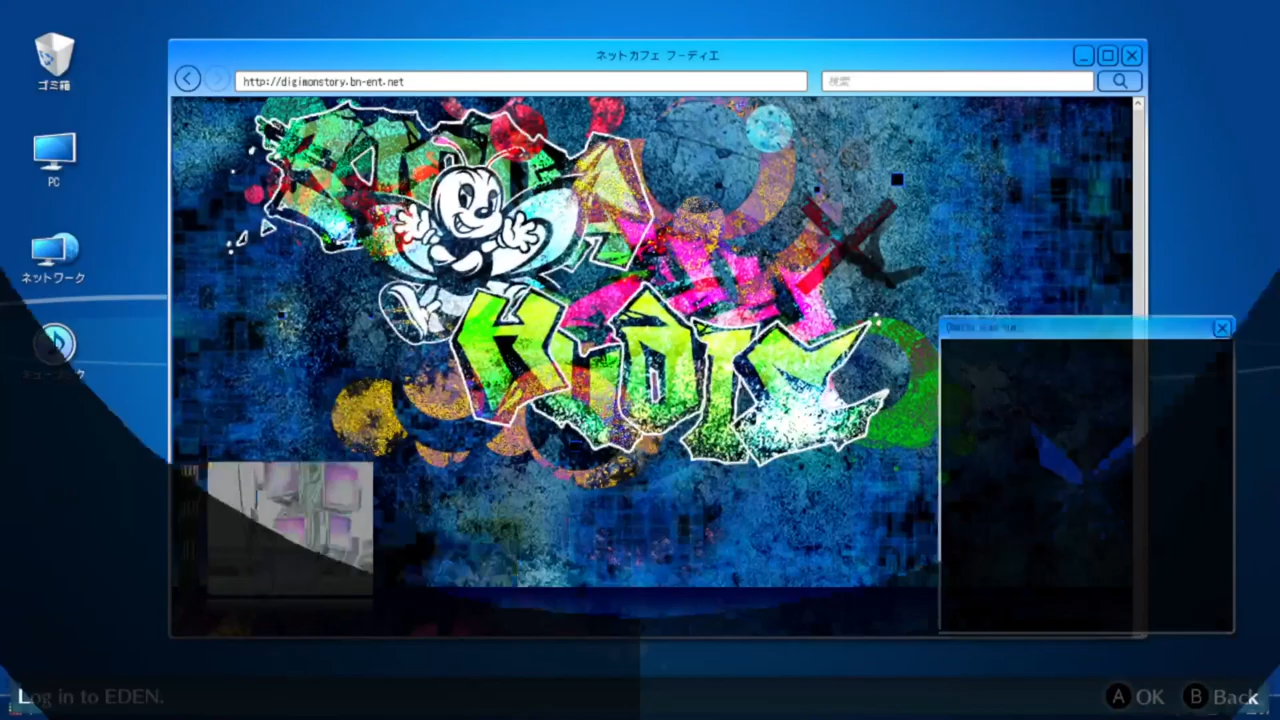 ネットカフェ フーディエ
http://digimonstory.bn-ent.net
検索
ゴミ箱
PC
ネットワーク
HUDIE
Log in to EDEN.
A OK
B Back